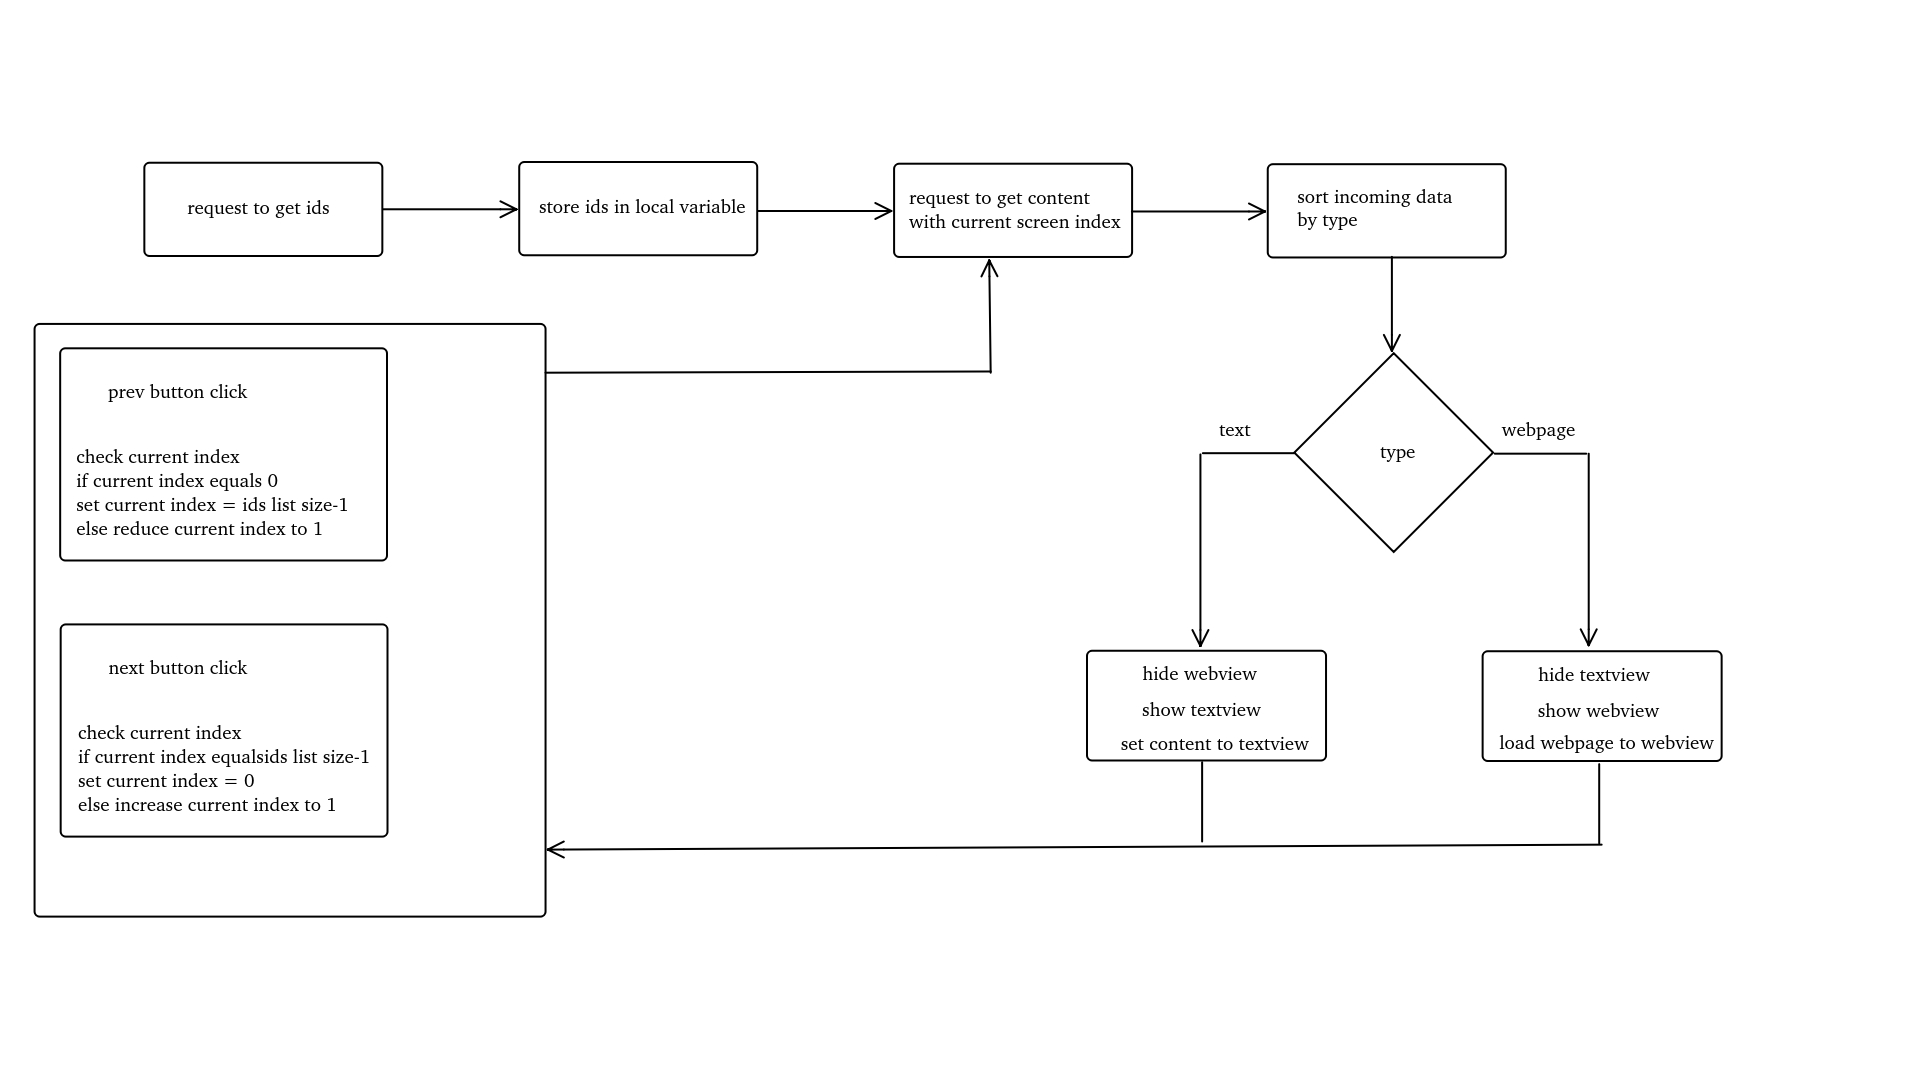 request to get ids
store ids in local variable
request to get content
with current screen index
sort incoming data
by type
prev button click
check current index
if current index equals 0
set current index = ids list size-1
else reduce current index to 1
next button click
check current index
if current index equalsids list size-1
set current index = 0
else increase current index to 1
text
type
webpage
hide webview
show textview
set content to textview
hide textview
show webview
load webpage to webview